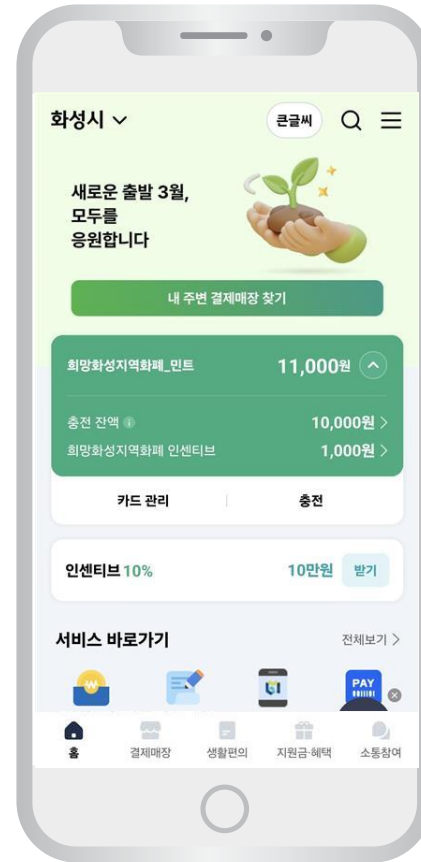 화성시
큰글씨
새로운 출발 3월,
모두를
응원합니다
내 주변 결제매장 찾기
희망화성지역화폐_민트 11,000원
충전 잔액 10,000원
희망화성지역화폐 인센티브 1,000원
카드 관리 충전
인센티브 10% 10만원 받기
서비스 바로가기 전체보기
PAY
홈 결제매장 생활편의 지원금·혜택 소통참여